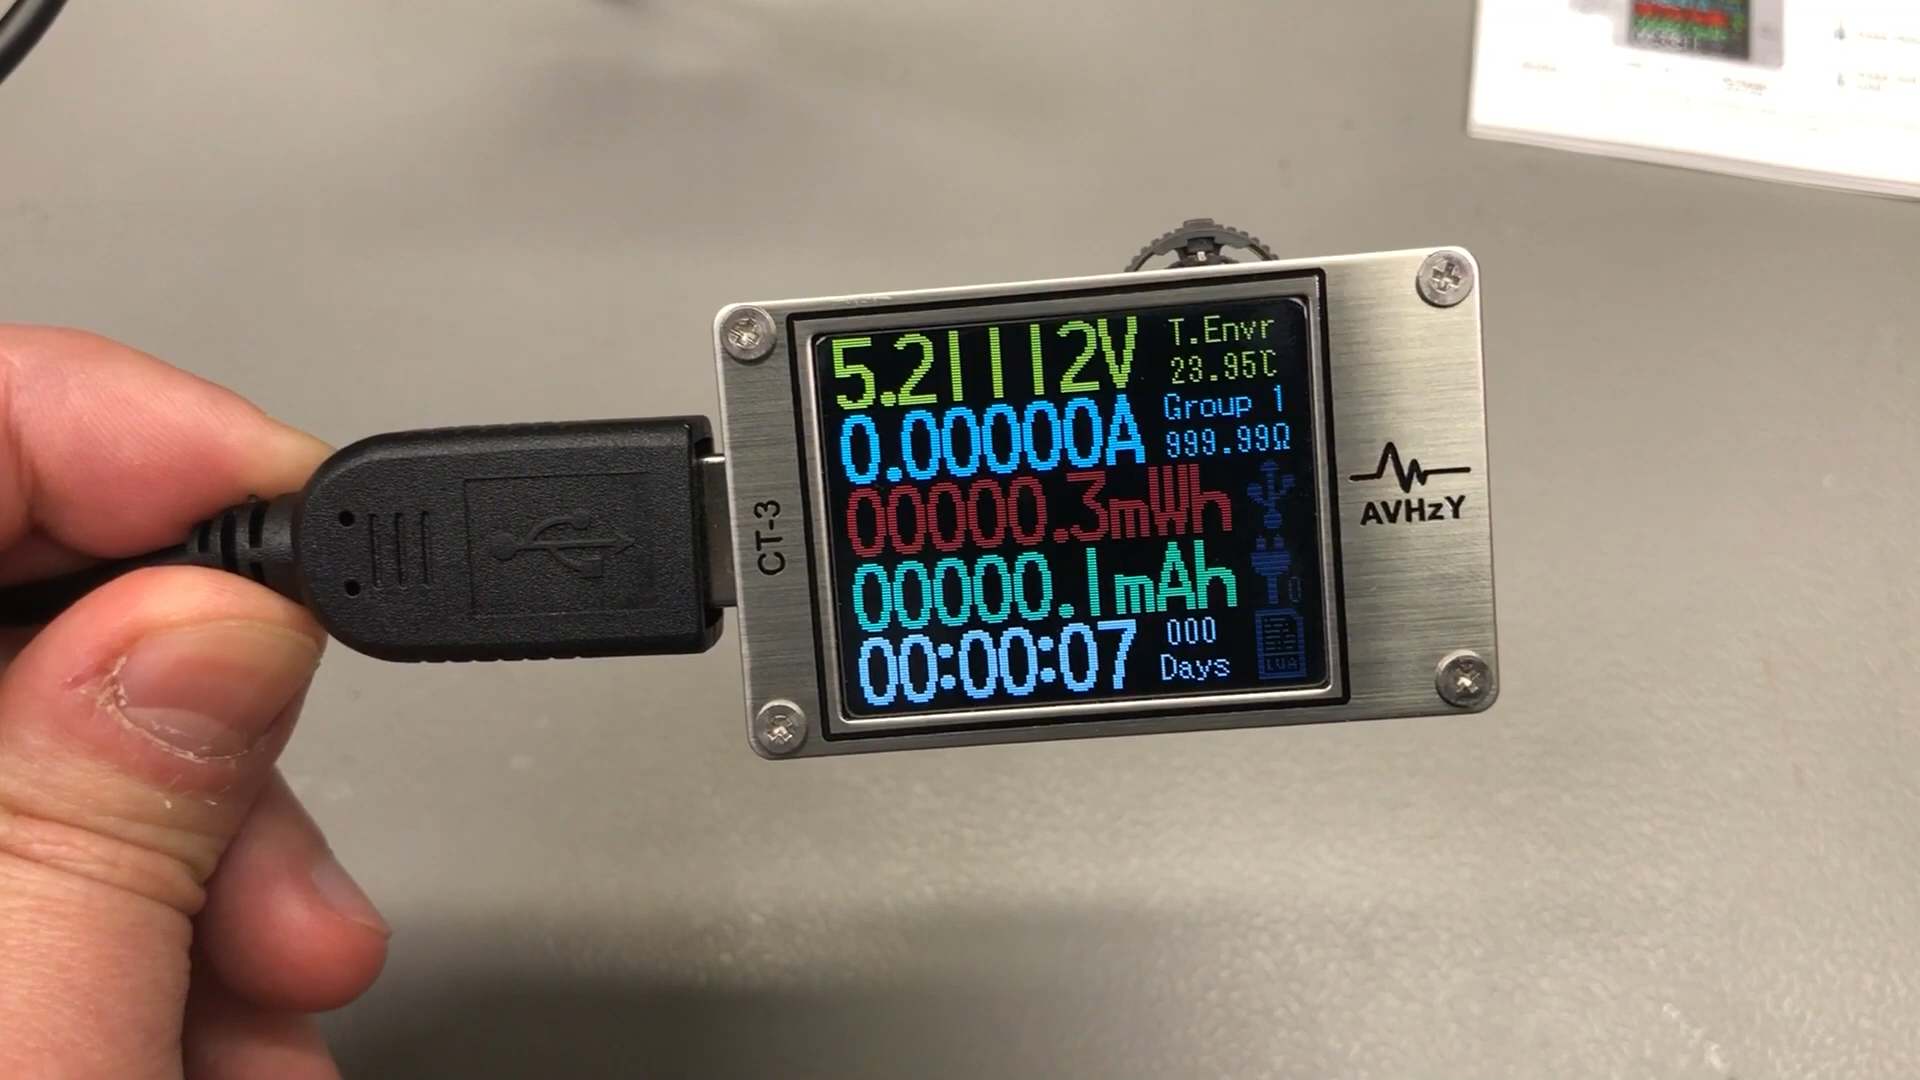 5.21112V
T.Envr
23.95℃
0.00000A
Group 1
999.99Ω
00000.3mWh
00000.1mAh
0
00:00:07
000
Days
LUA
CT-3
AVHzY